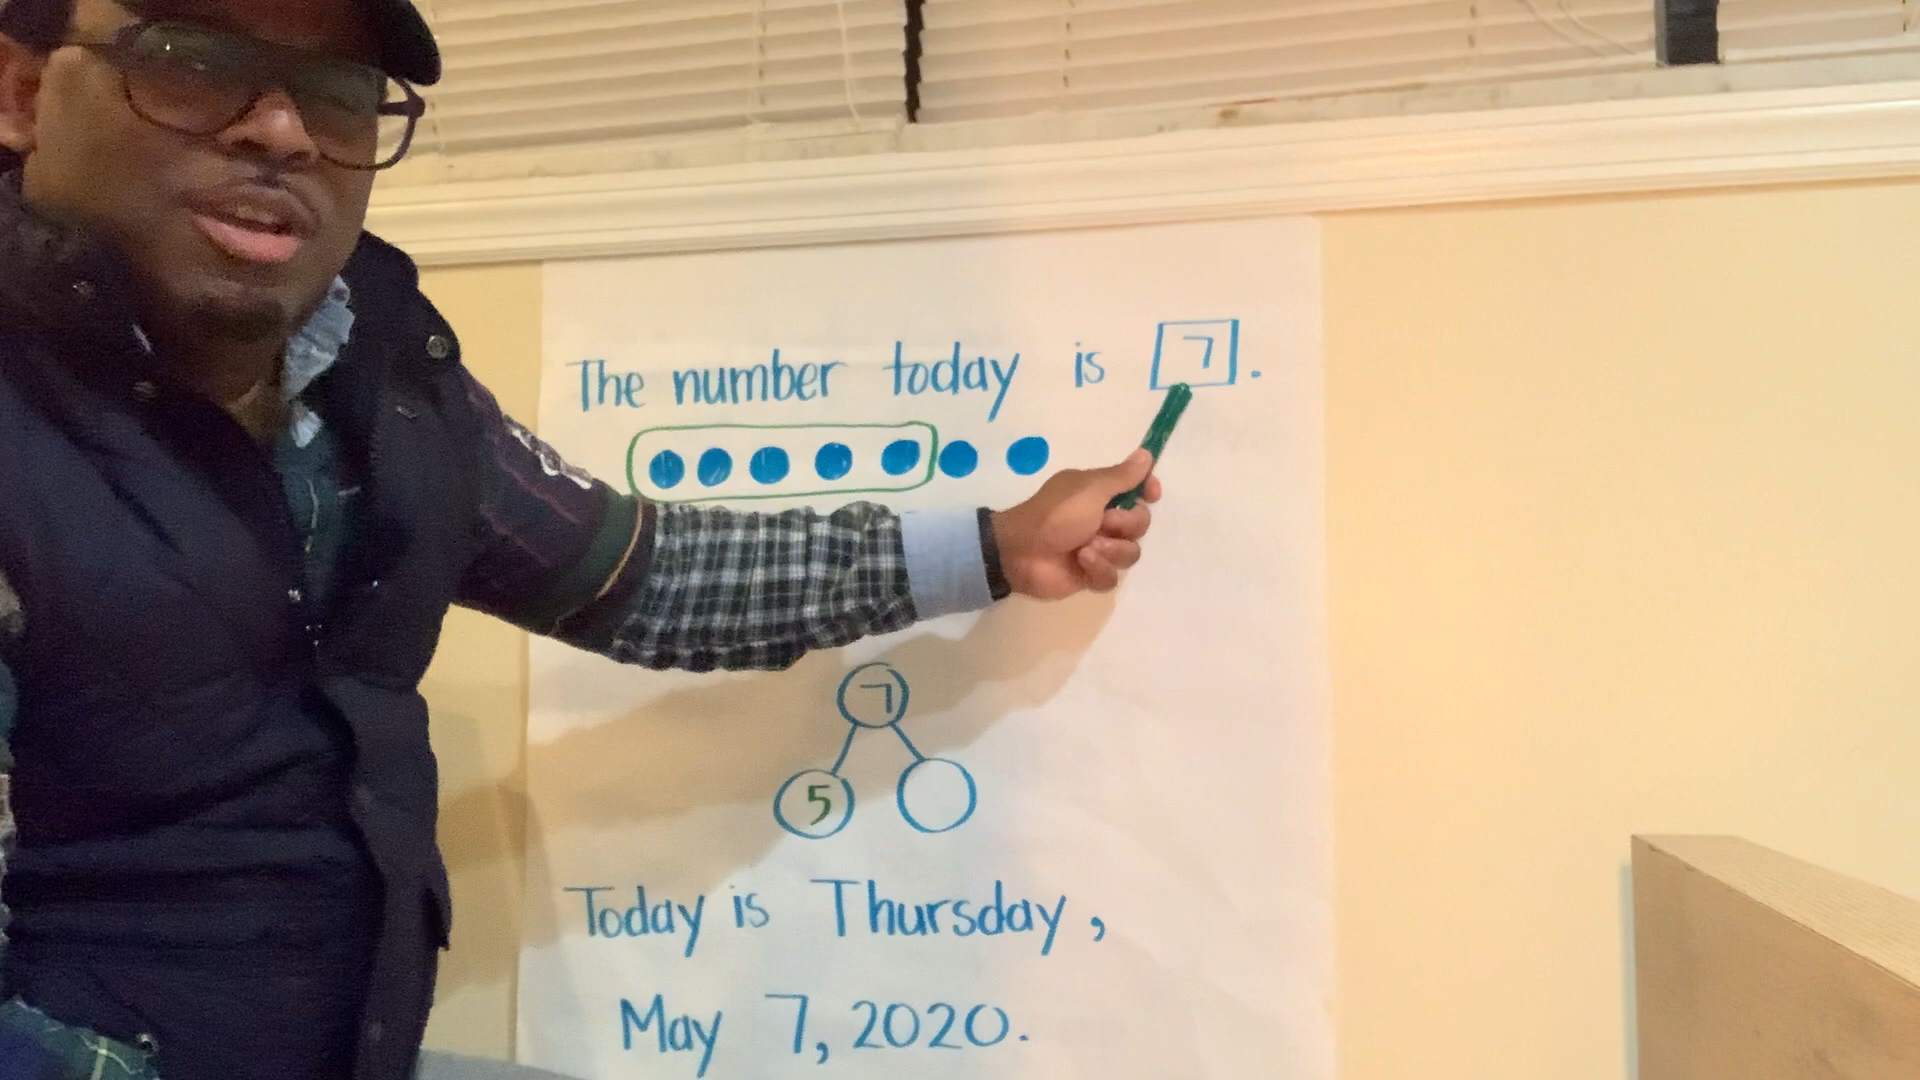 The number today is 7.
7
5
Today is Thursday,
May 7, 2020.